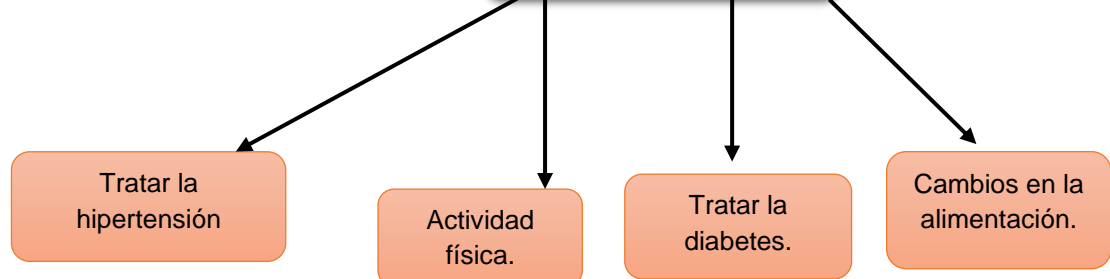 Tratar la
hipertensión
Actividad
física.
Tratar la
diabetes.
Cambios en la
alimentación.